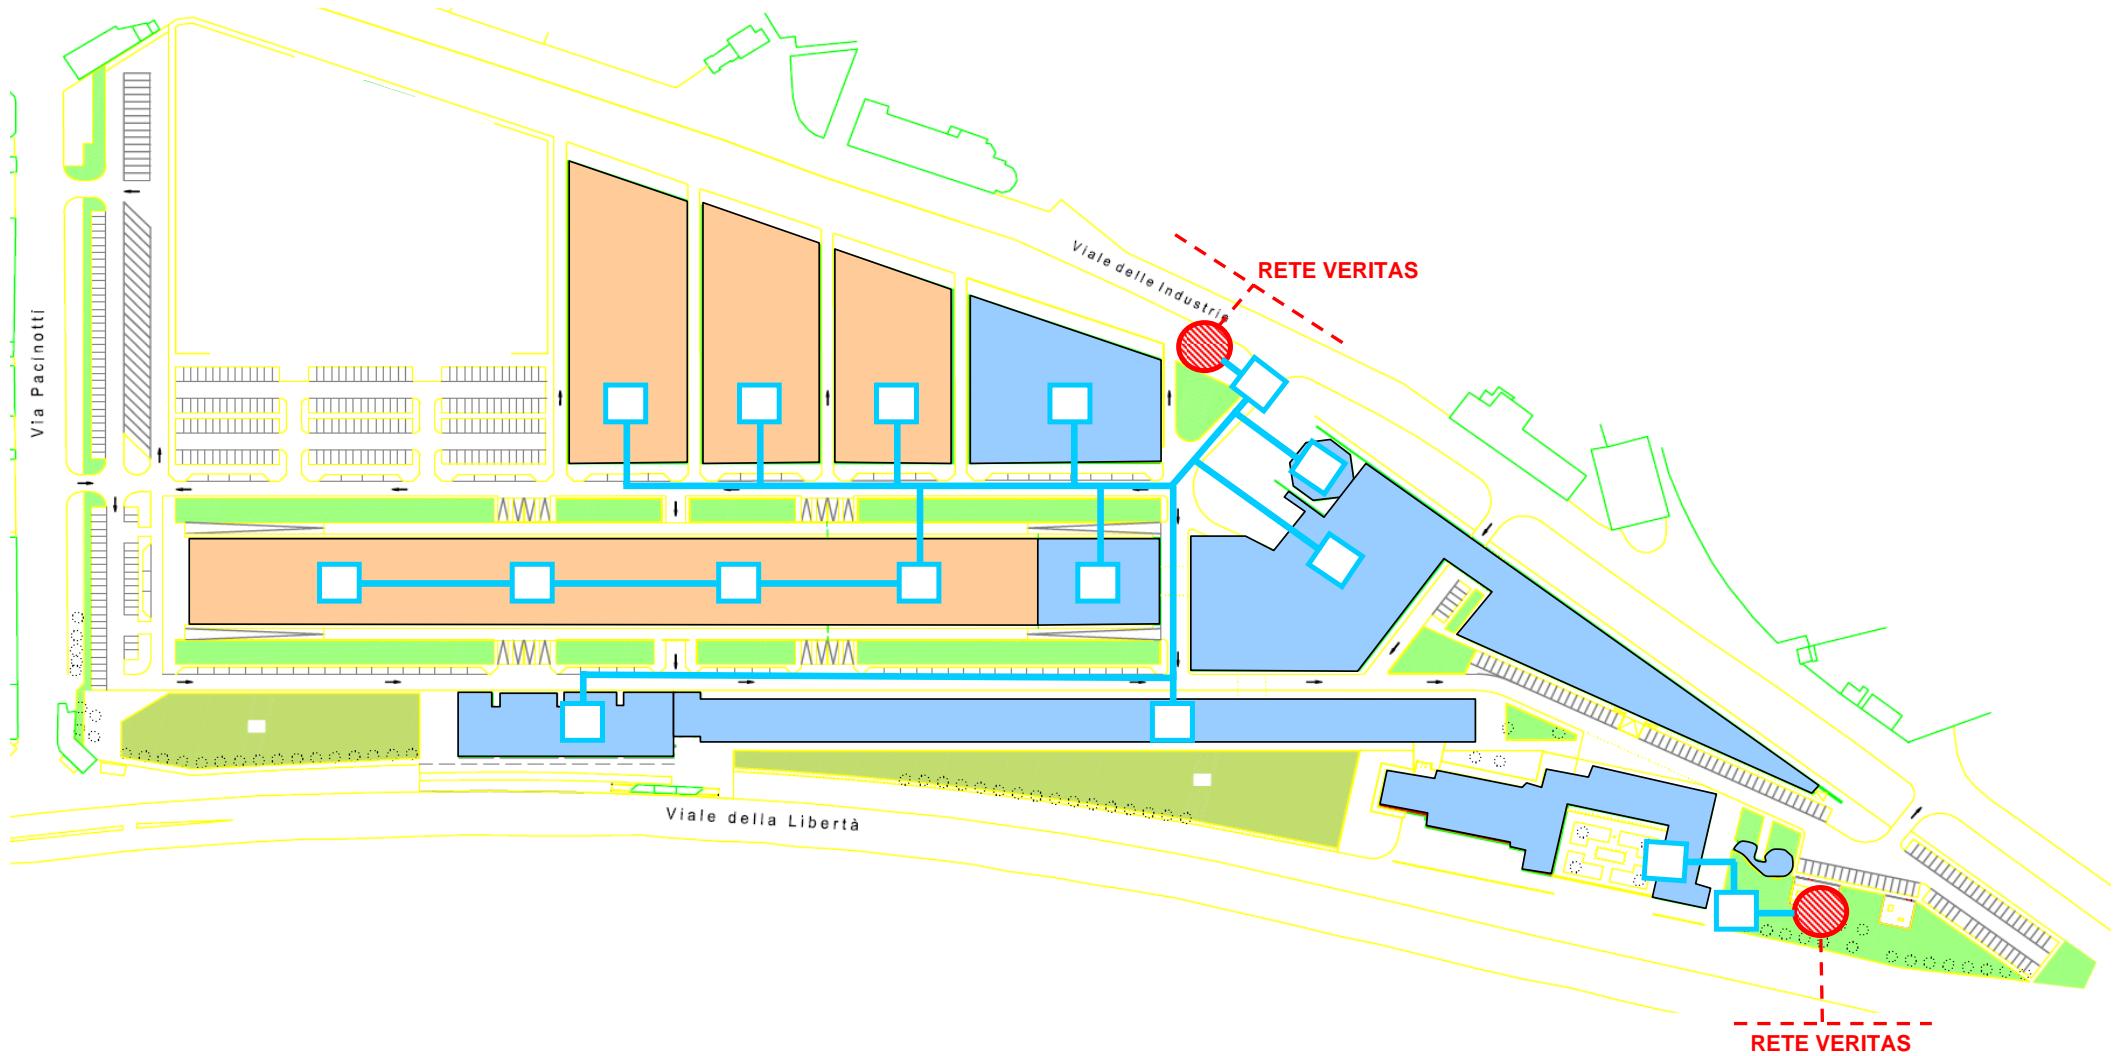 Viale delle Industrie
RETE VERITAS
Via Pacinotti
Viale della Libertà
RETE VERITAS